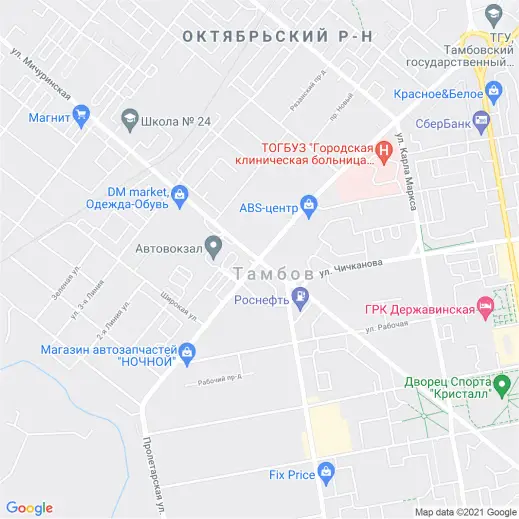 ОКТЯБРЬСКИЙ Р-Н
ТГУ,
Тамбовский
государственный...
ул. Мичуринская
Рязанский пр-д
пр. Новый
Красное&Белое
Магнит
Школа № 24
СберБанк
ТОГБУЗ "Городская
клиническая больница...
H
ул. Карла Маркса
DM market,
Одежда-Обувь
ABS-центр
Автовокзал
Тамбов
ул. Чичканова
Зеленая ул.
ул. 3-я Линия
2-я Линия ул.
Широкая ул.
Роснефть
ГРК Державинская
ул. Рабочая
Магазин автозапчастей
"НОЧНОЙ"
Рабочий пр-д
Дворец Спорта
"Кристалл"
Пролетарская ул.
Fix Price
Google
Map data ©2021 Google